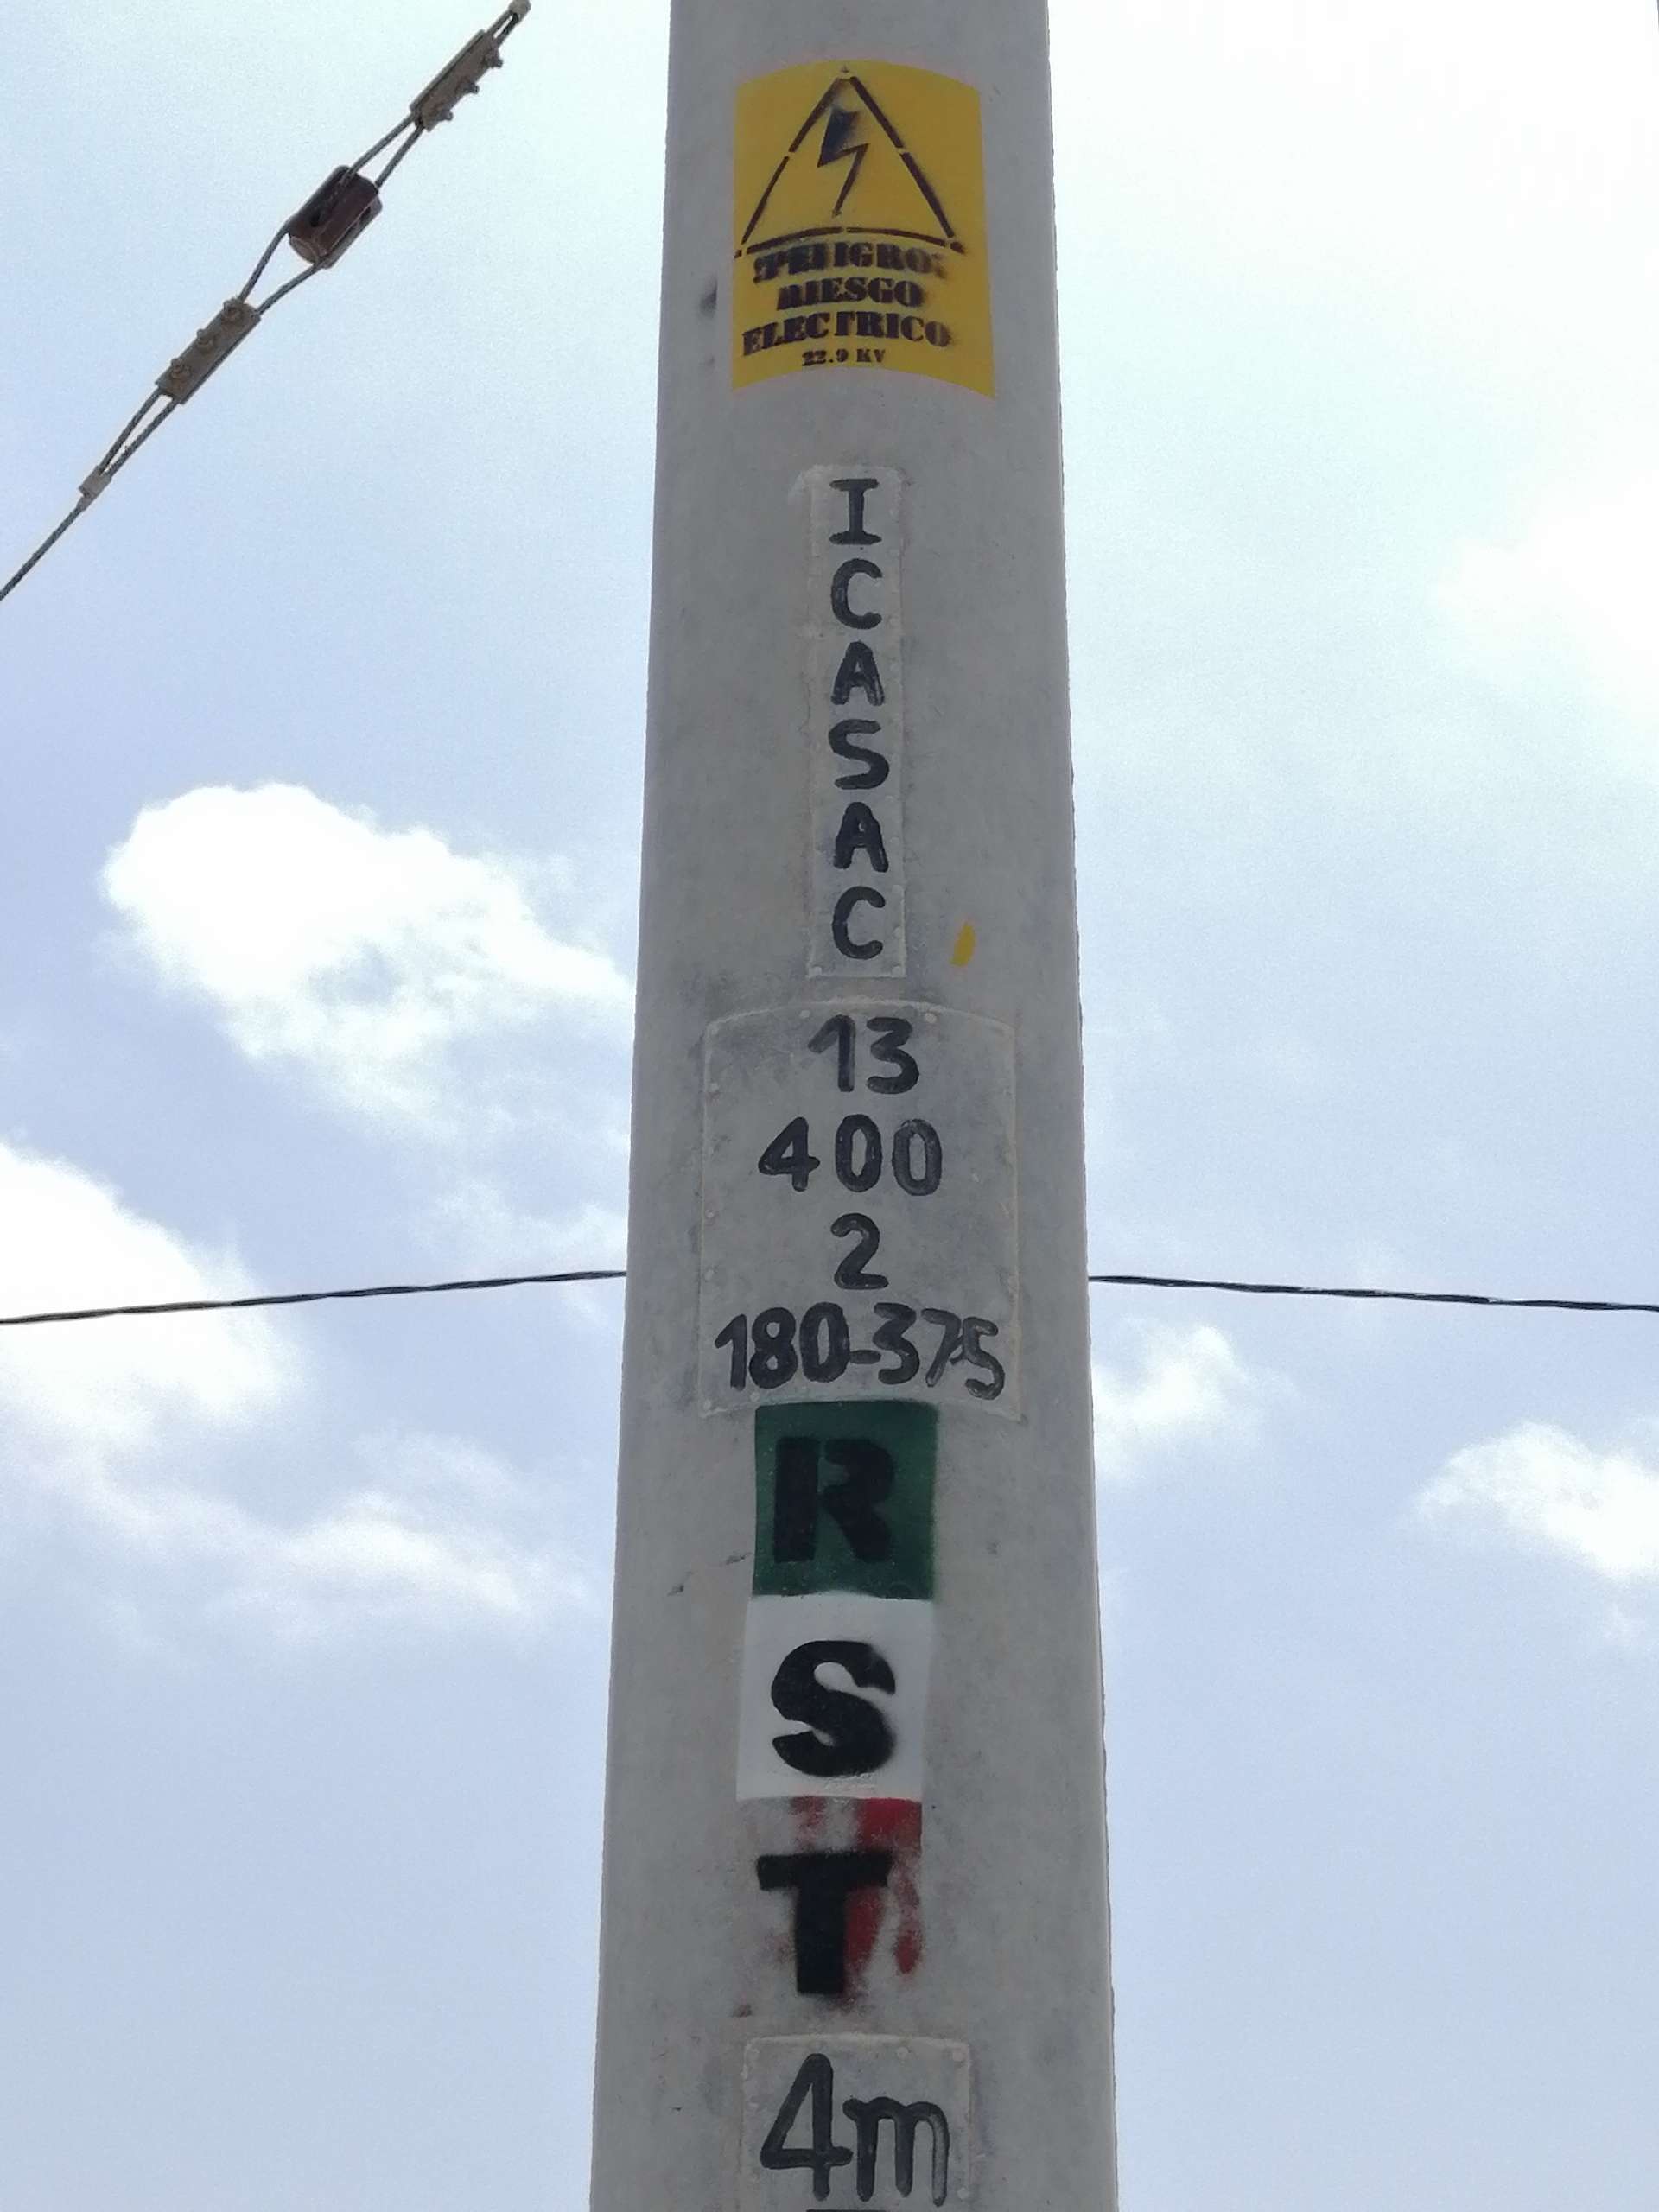 ¡PELIGRO!
RIESGO
ELECTRICO
22.9 KV
I
C
A
S
A
C
13
400
2
180-375
R
S
T
4m